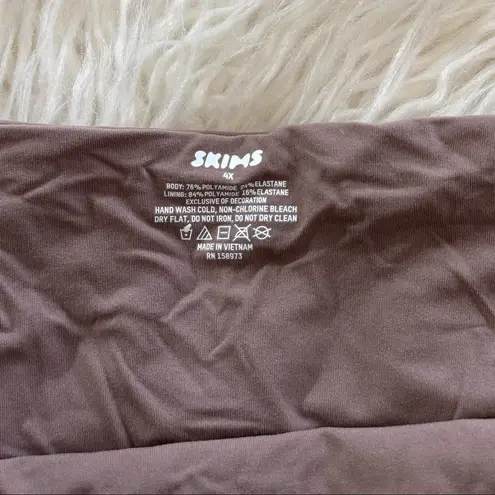 SKIMS
4X
BODY: 76% POLYAMIDE 24% ELASTANE
LINING: 84% POLYAMIDE 16% ELASTANE
EXCLUSIVE OF DECORATION
HAND WASH COLD, NON-CHLORINE BLEACH
DRY FLAT, DO NOT IRON, DO NOT DRY CLEAN
MADE IN VIETNAM
RN 158973